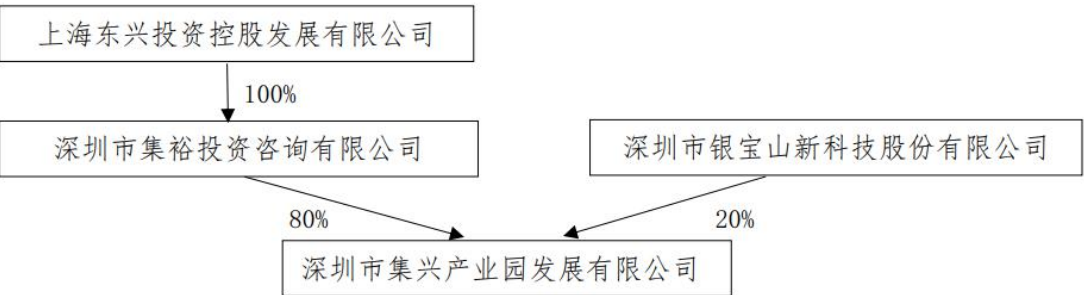 上海东兴投资控股发展有限公司
100%
深圳市集裕投资咨询有限公司
深圳市银宝山新科技股份有限公司
80%
20%
深圳市集兴产业园发展有限公司